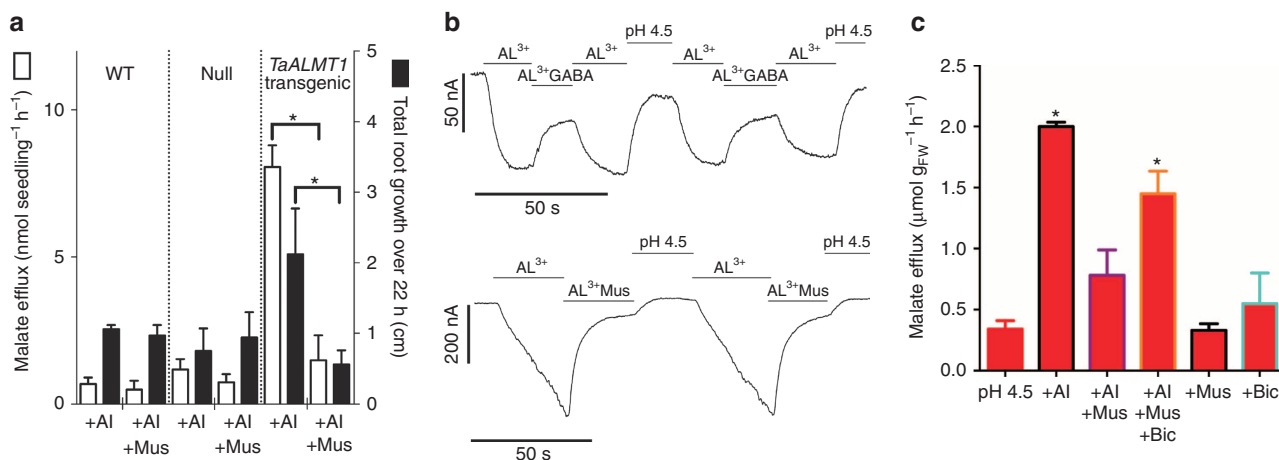 a
Malate efflux (nmol seedling⁻¹ h⁻¹)
10
5
0
WT
Null
TaALMT1
transgenic
*
*
5
4
3
2
1
0
Total root growth over 22 h (cm)
+Al
+Al
+Mus
+Al
+Al
+Mus
+Al
+Al
+Mus
b
pH 4.5
pH 4.5
AL³⁺
AL³⁺
AL³⁺
AL³⁺
AL³⁺GABA
AL³⁺GABA
50 nA
50 s
pH 4.5
pH 4.5
AL³⁺
AL³⁺
AL³⁺Mus
AL³⁺Mus
200 nA
50 s
c
Malate efflux (μmol gFW⁻¹ h⁻¹)
2.5
2.0
1.5
1.0
0.5
0
*
*
pH 4.5
+Al
+Al
+Mus
+Al
+Mus
+Bic
+Mus
+Bic